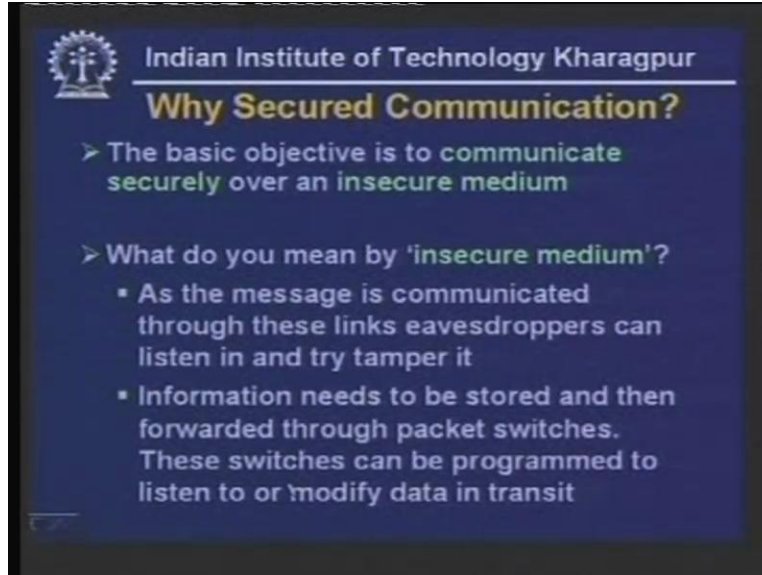 Indian Institute of Technology Kharagpur
Why Secured Communication?
➤ The basic objective is to communicate
securely over an insecure medium
➤ What do you mean by ‘insecure medium’?
▪ As the message is communicated
through these links eavesdroppers can
listen in and try tamper it
▪ Information needs to be stored and then
forwarded through packet switches.
These switches can be programmed to
listen to or modify data in transit